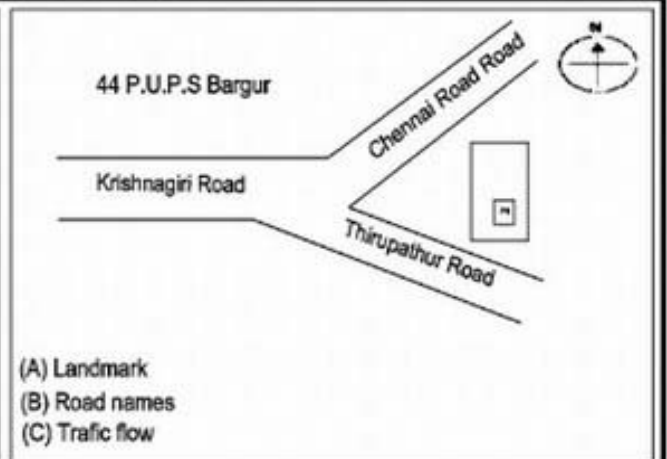 N
44 P.U.P.S Bargur
Chennai Road Road
Krishnagiri Road
Thirupathur Road
(A) Landmark
(B) Road names
(C) Trafic flow